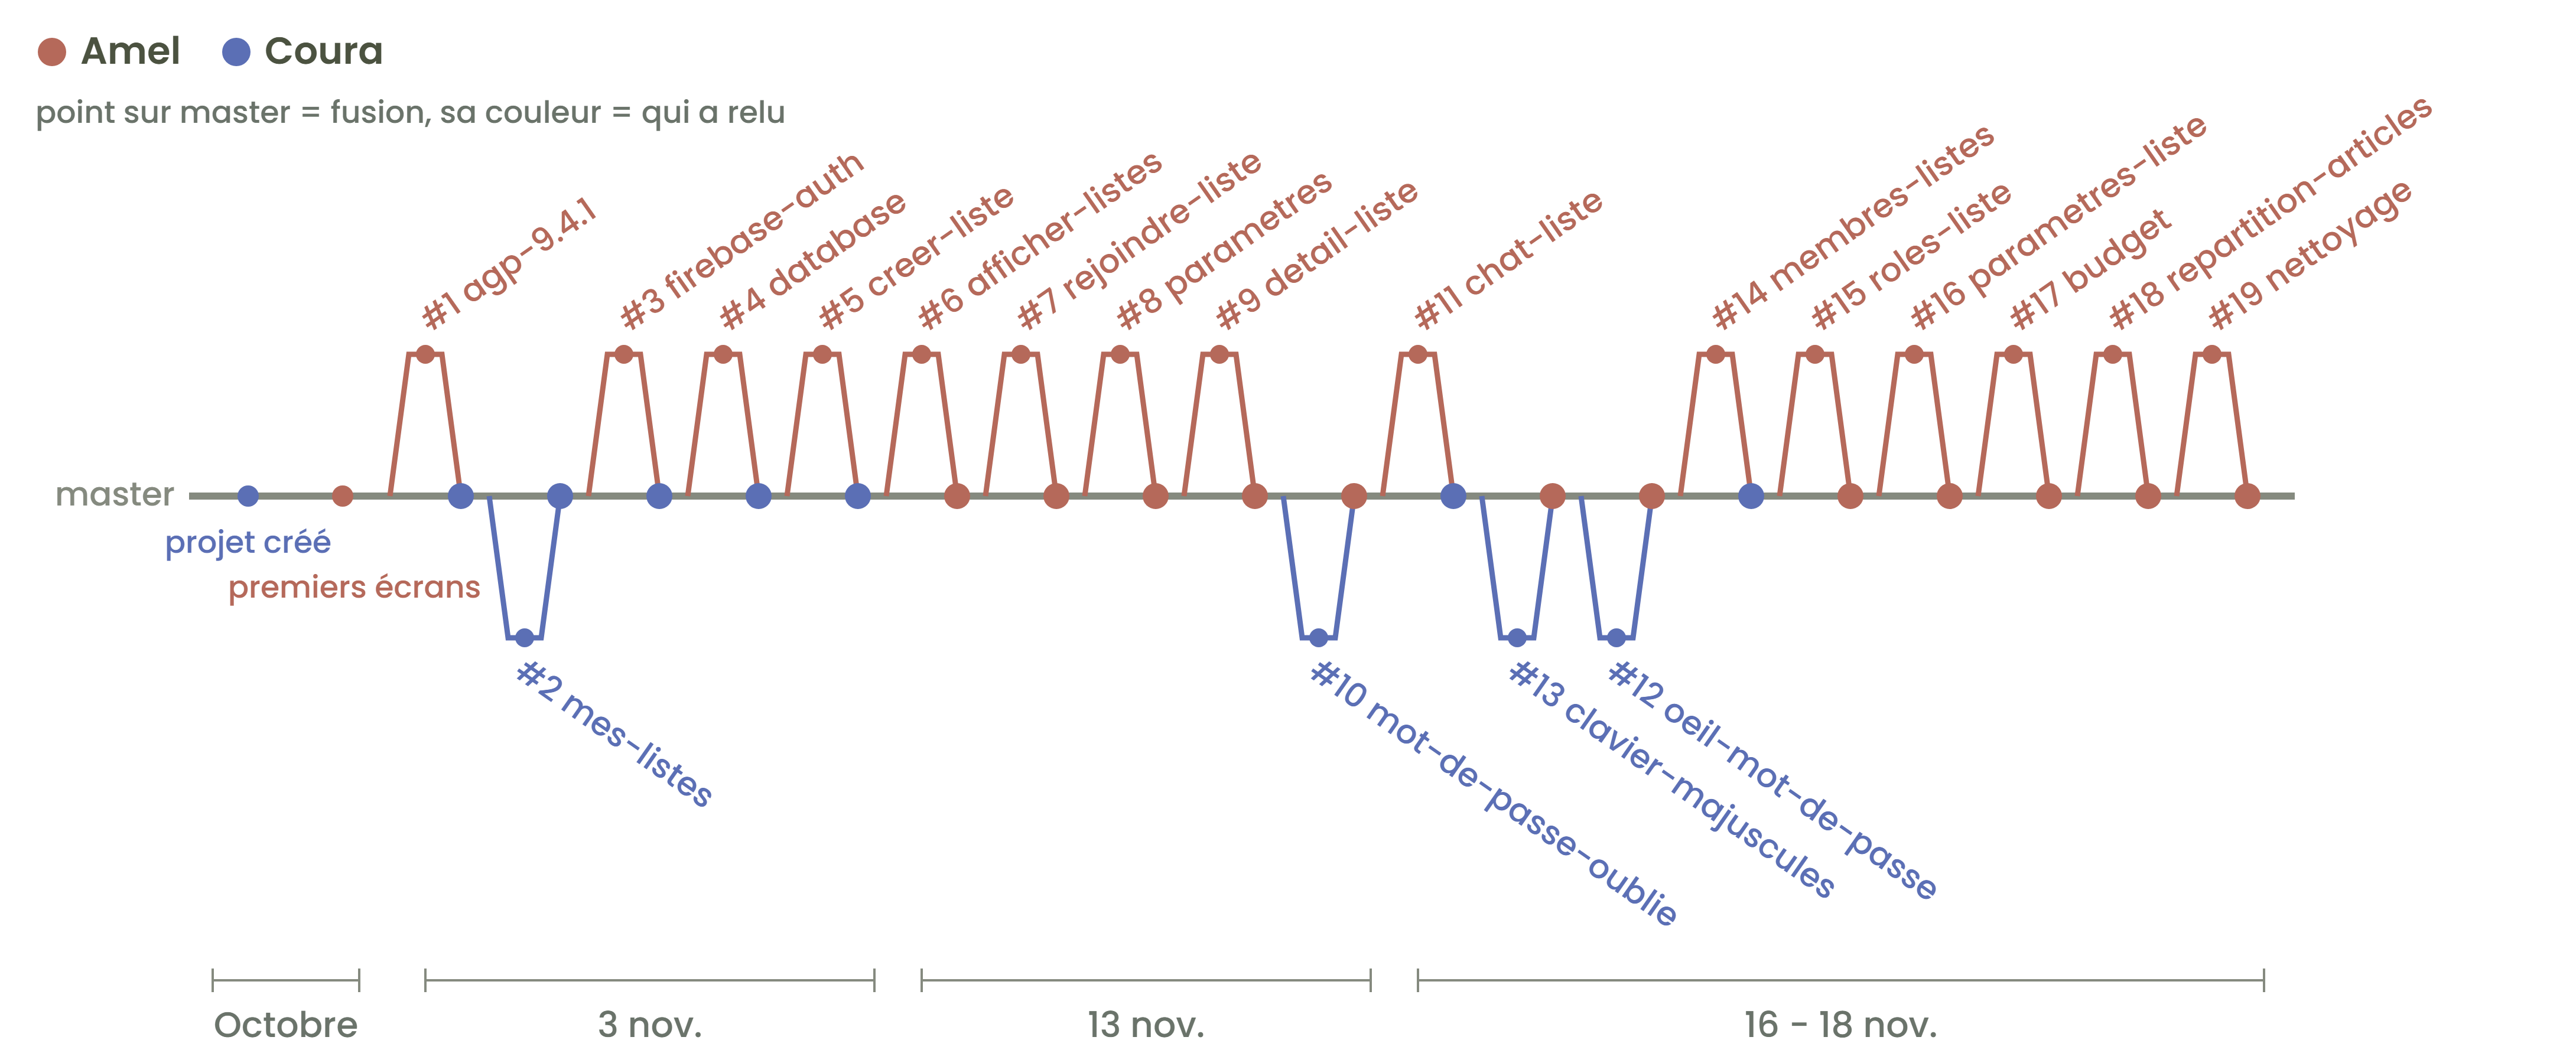 Amel
Coura
point sur master = fusion, sa couleur = qui a relu
#1 agp-9.4.1
#3 firebase-auth
#4 database
#5 creer-liste
#6 afficher-listes
#7 rejoindre-liste
#8 parametres
#9 detail-liste
#11 chat-liste
#14 membres-listes
#15 roles-liste
#16 parametres-liste
#17 budget
#18 repartition-articles
#19 nettoyage
master
projet créé
premiers écrans
#2 mes-listes
#10 mot-de-passe-oublie
#13 clavier-majuscules
#12 oeil-mot-de-passe
Octobre
3 nov.
13 nov.
16 - 18 nov.